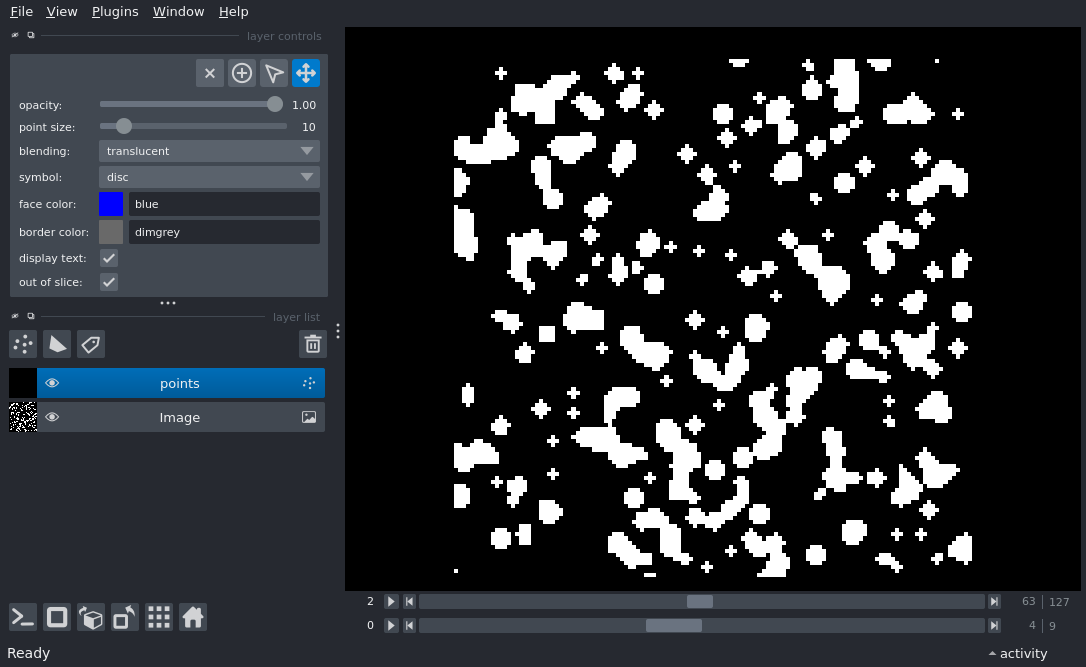 File View Plugins Window Help
layer controls
opacity: 1.00
point size: 10
blending: translucent
symbol: disc
face color: blue
border color: dimgrey
display text:
out of slice:
layer list
points
Image
2 63 127
0 4 9
Ready activity